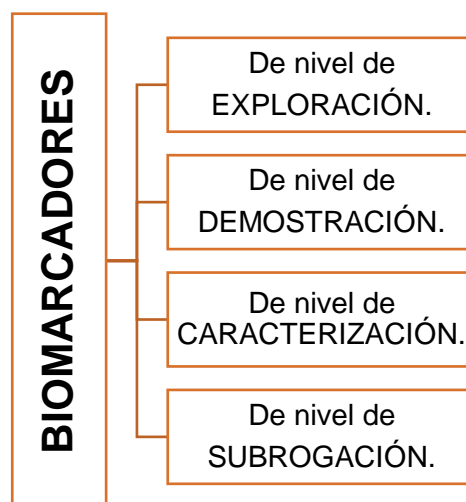 BIOMARCADORES
De nivel de
EXPLORACIÓN.
De nivel de
DEMOSTRACIÓN.
De nivel de
CARACTERIZACIÓN.
De nivel de
SUBROGACIÓN.